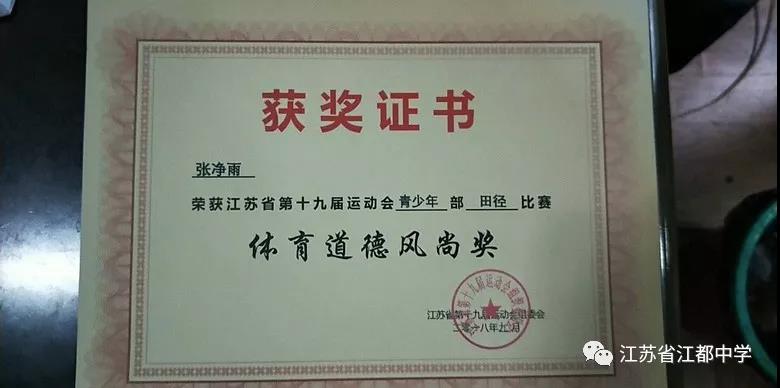 获奖证书
张净雨
荣获江苏省第十九届运动会青少年部田径比赛
体育道德风尚奖
江苏省第十九届运动会组委会
二〇一八年九月
江苏省江都中学